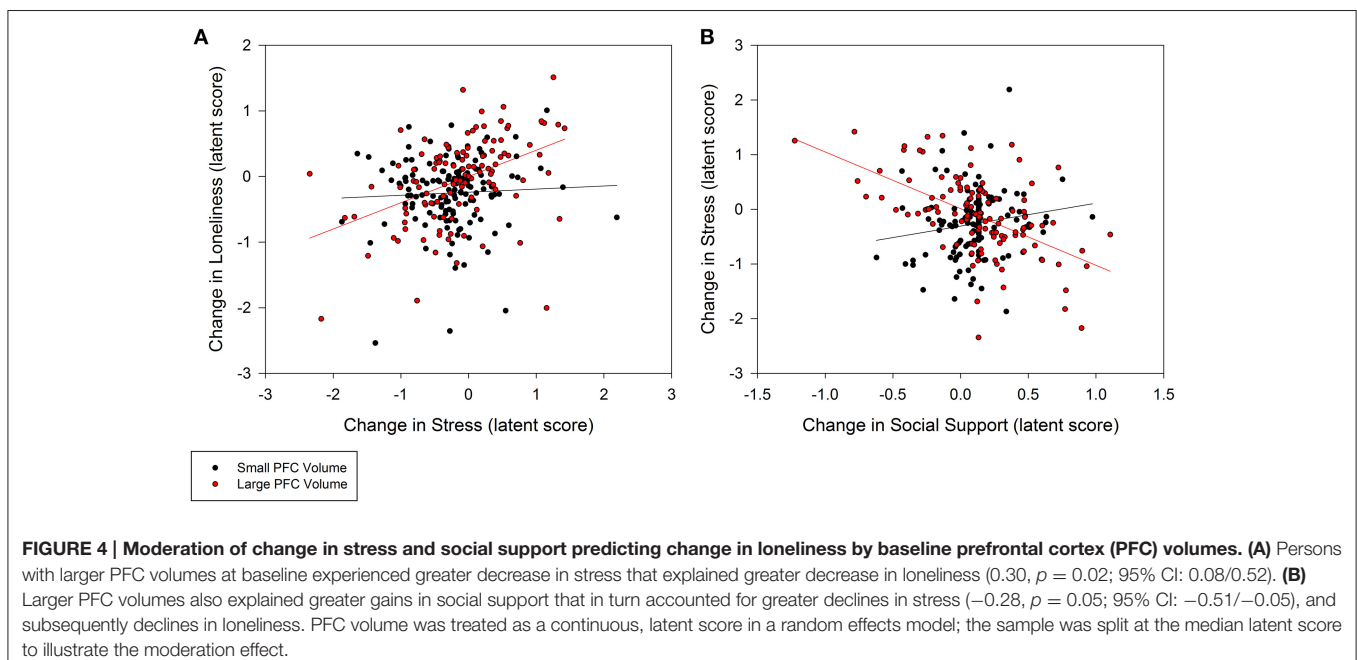 A
B
2
1
0
-1
-2
-3
Change in Loneliness (latent score)
-3 -2 -1 0 1 2 3
Change in Stress (latent score)
3
2
1
0
-1
-2
-3
Change in Stress (latent score)
-1.5 -1.0 -0.5 0.0 0.5 1.0 1.5
Change in Social Support (latent score)
Small PFC Volume
Large PFC Volume
FIGURE 4 | Moderation of change in stress and social support predicting change in loneliness by baseline prefrontal cortex (PFC) volumes. (A) Persons
with larger PFC volumes at baseline experienced greater decrease in stress that explained greater decrease in loneliness (0.30, p = 0.02; 95% CI: 0.08/0.52). (B)
Larger PFC volumes also explained greater gains in social support that in turn accounted for greater declines in stress (−0.28, p = 0.05; 95% CI: −0.51/−0.05), and
subsequently declines in loneliness. PFC volume was treated as a continuous, latent score in a random effects model; the sample was split at the median latent score
to illustrate the moderation effect.